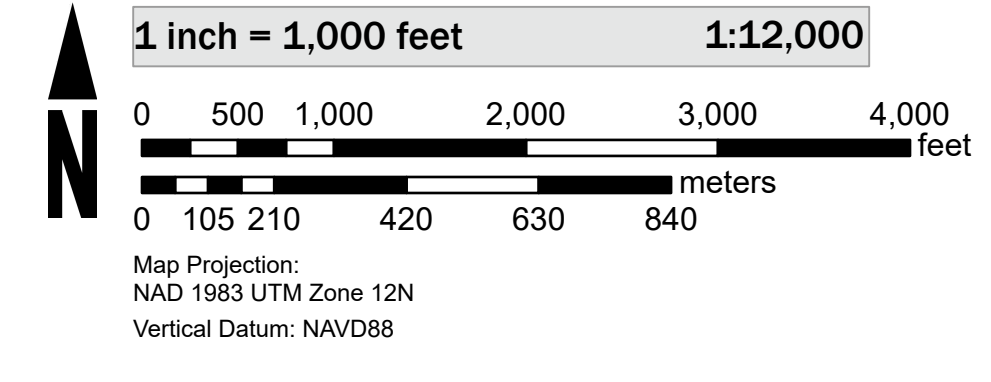 N
1 inch = 1,000 feet 1:12,000
0 500 1,000 2,000 3,000 4,000
feet
meters
0 105 210 420 630 840
Map Projection:
NAD 1983 UTM Zone 12N
Vertical Datum: NAVD88